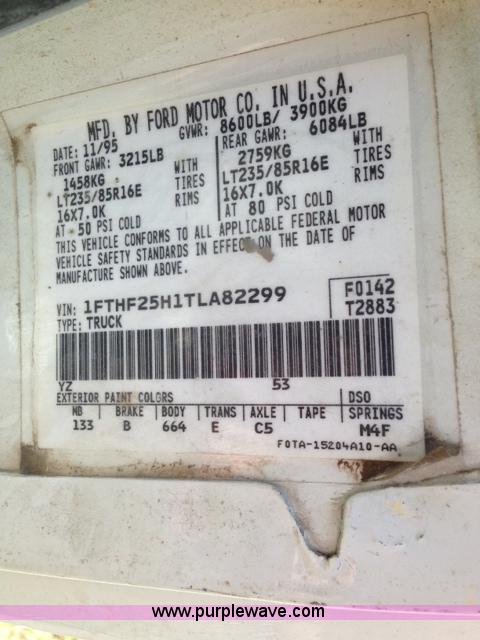 MFD. BY FORD MOTOR CO. IN U.S.A.
DATE: 11/95 GVWR: 8600LB/ 3900KG
FRONT GAWR: 3215LB REAR GAWR: 6084LB
1458KG WITH 2759KG WITH
LT235/85R16E TIRES LT235/85R16E TIRES
16X7.0K RIMS 16X7.0K RIMS
AT 50 PSI COLD AT 80 PSI COLD
THIS VEHICLE CONFORMS TO ALL APPLICABLE FEDERAL MOTOR
VEHICLE SAFETY STANDARDS IN EFFECT ON THE DATE OF
MANUFACTURE SHOWN ABOVE.
VIN: 1FTHF25H1TLA82299 F0142
TYPE: TRUCK T2883
YZ 53
EXTERIOR PAINT COLORS DSO
WB BRAKE BODY TRANS AXLE TAPE SPRINGS
133 B 664 E C5 M4F
F0TA-15204A10-AA
www.purplewave.com